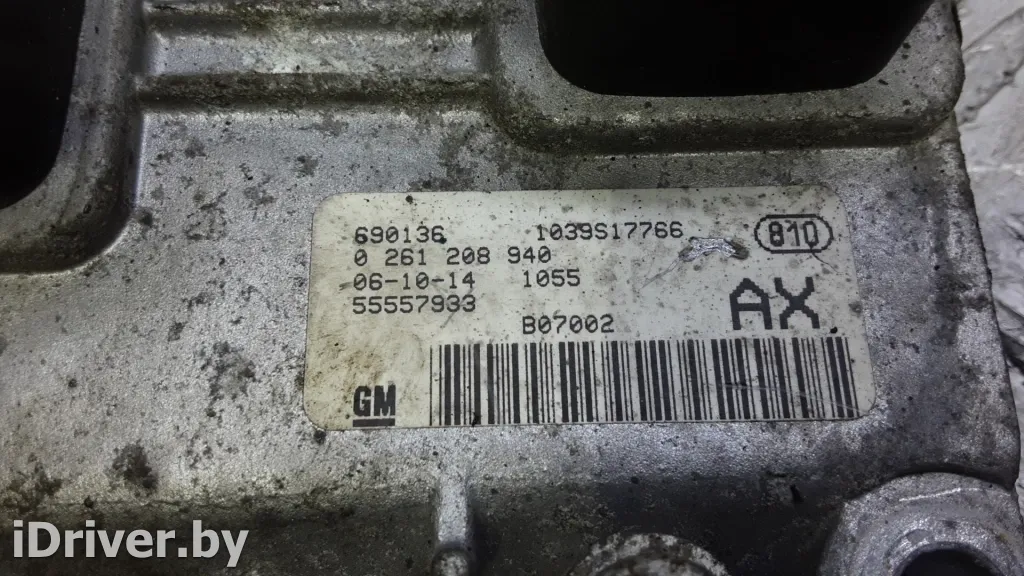 690136 1039S17766 810
0 261 208 940
06-10-14 1055
55557933 AX
B07002
GM
iDriver.by